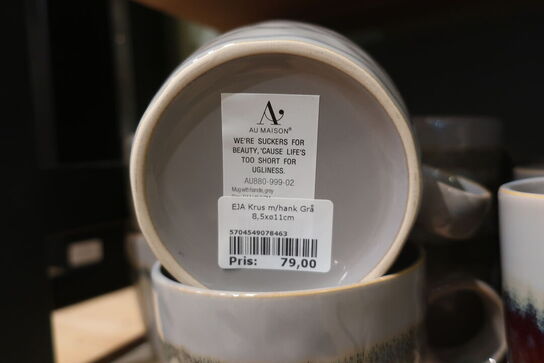 A
AU MAISON®
WE'RE SUCKERS FOR
BEAUTY, 'CAUSE LIFE'S
TOO SHORT FOR
UGLINESS.
AU880-999-02
Mug with handle, grey
EJA Krus m/hank Grå
8,5xø11cm
5704549078463
Pris: 79,00